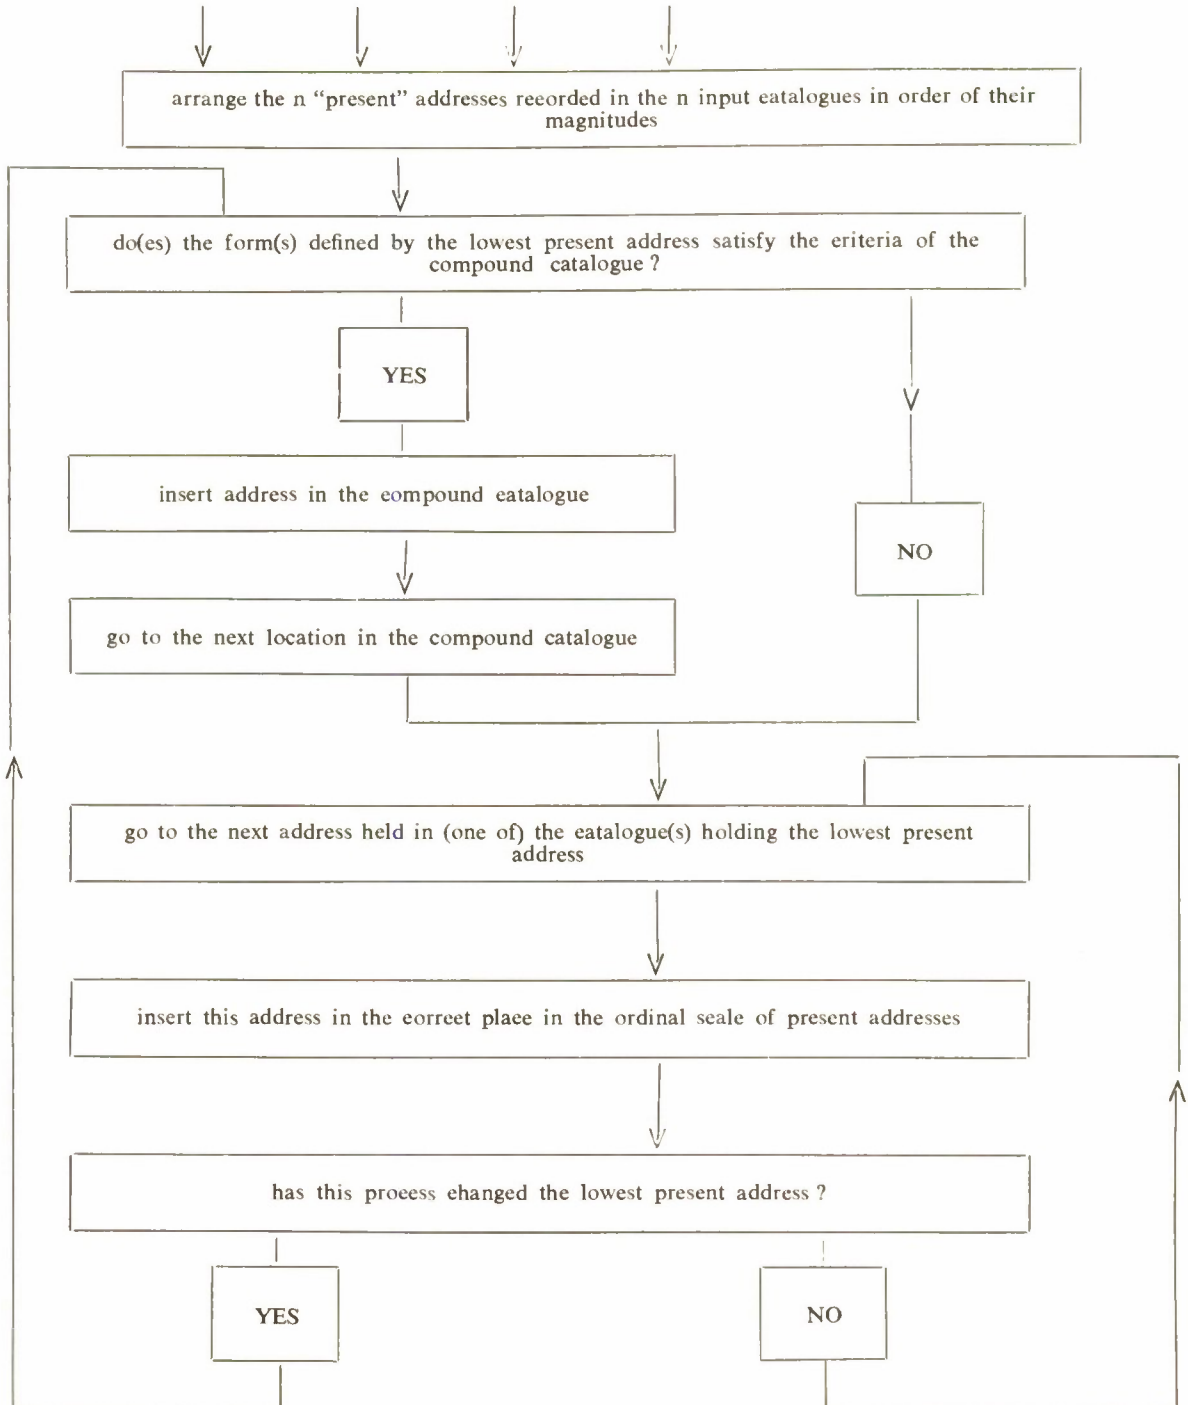 arrange the n “present” addresses reeorded in the n input eatalogues in order of their
magnitudes
do(es) the form(s) defined by the lowest present address satisfy the eriteria of the
compound catalogue ?
YES
insert address in the eompound eatalogue
NO
go to the next location in the compound catalogue
go to the next address held in (one of) the eatalogue(s) holding the lowest present
address
insert this address in the eorreet plaee in the ordinal seale of present addresses
has this proeess ehanged the lowest present address ?
YES
NO